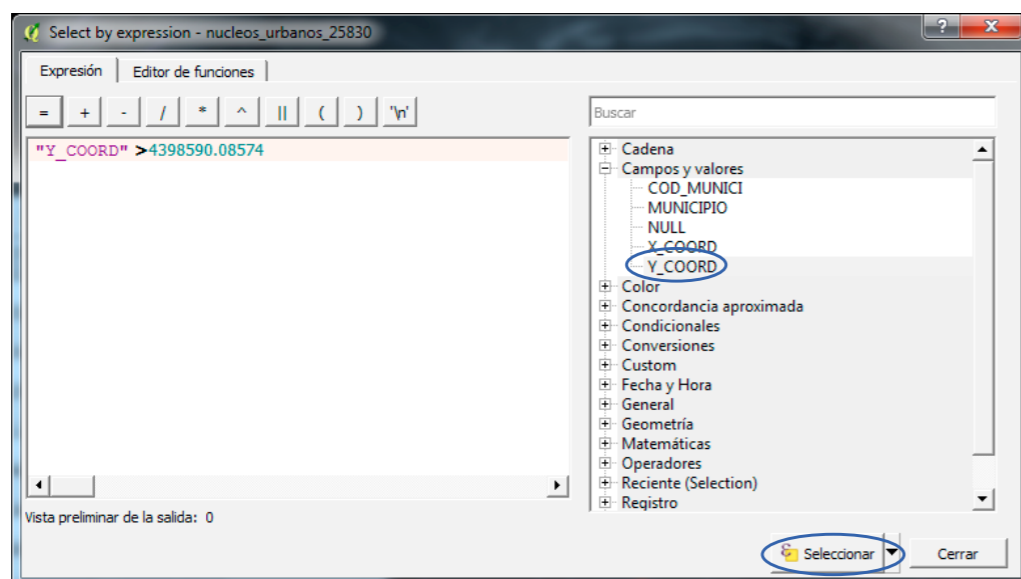 Select by expression - nucleos_urbanos_25830
?
X
Expresión
Editor de funciones
= + - / * ^ || ( ) '\n'
Buscar
"Y_COORD" >4398590.08574
Cadena
Campos y valores
COD_MUNICI
MUNICIPIO
NULL
X_COORD
Y_COORD
Color
Concordancia aproximada
Condicionales
Conversiones
Custom
Fecha y Hora
General
Geometría
Matemáticas
Operadores
Reciente (Selection)
Registro
Vista preliminar de la salida: 0
Seleccionar
Cerrar